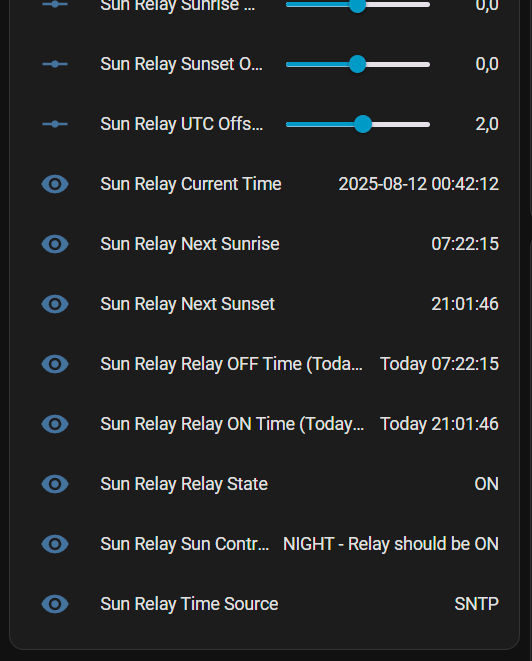 Sun Relay Sunrise ... 0,0
Sun Relay Sunset O... 0,0
Sun Relay UTC Offs... 2,0
Sun Relay Current Time 2025-08-12 00:42:12
Sun Relay Next Sunrise 07:22:15
Sun Relay Next Sunset 21:01:46
Sun Relay Relay OFF Time (Toda... Today 07:22:15
Sun Relay Relay ON Time (Today... Today 21:01:46
Sun Relay Relay State ON
Sun Relay Sun Contr... NIGHT - Relay should be ON
Sun Relay Time Source SNTP